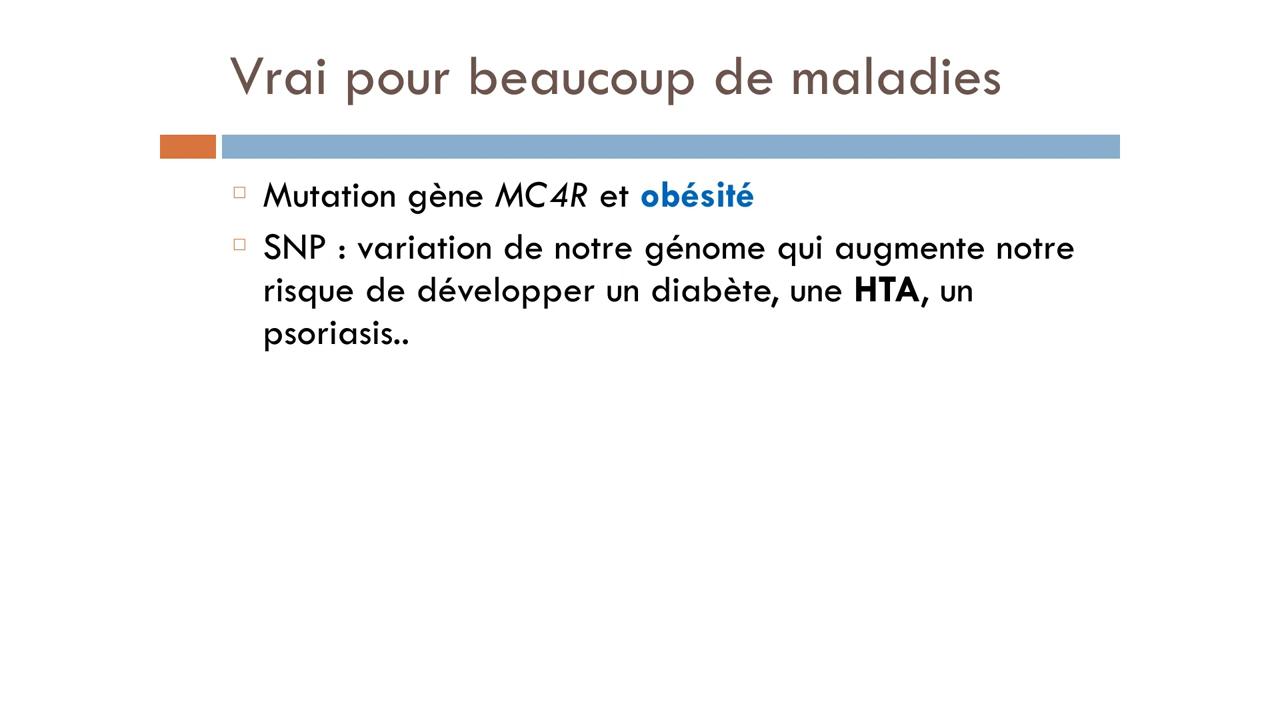 Vrai pour beaucoup de maladies
Mutation gène MC4R et obésité
SNP : variation de notre génome qui augmente notre
risque de développer un diabète, une HTA, un
psoriasis..